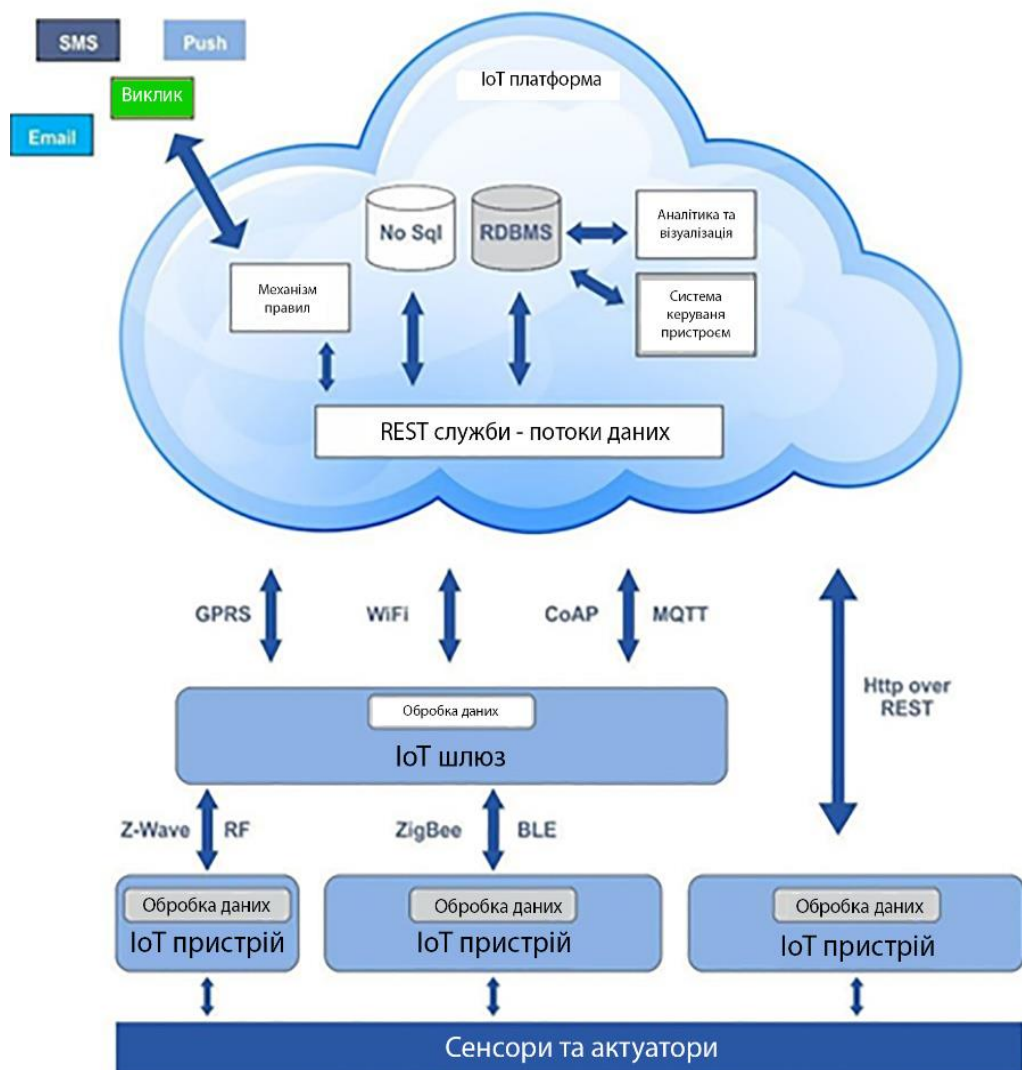 SMS
Push
Виклик
Email
IoT платформа
No Sql
RDBMS
Аналітика та
візуалізація
Механізм
правил
Система
керуваня
пристроєм
REST служби - потоки даних
GPRS
WiFi
CoAP
MQTT
Http over
REST
Обробка даних
IoT шлюз
Z-Wave
RF
ZigBee
BLE
Обробка даних
IoT пристрій
Обробка даних
IoT пристрій
Обробка даних
IoT пристрій
Сенсори та актуатори